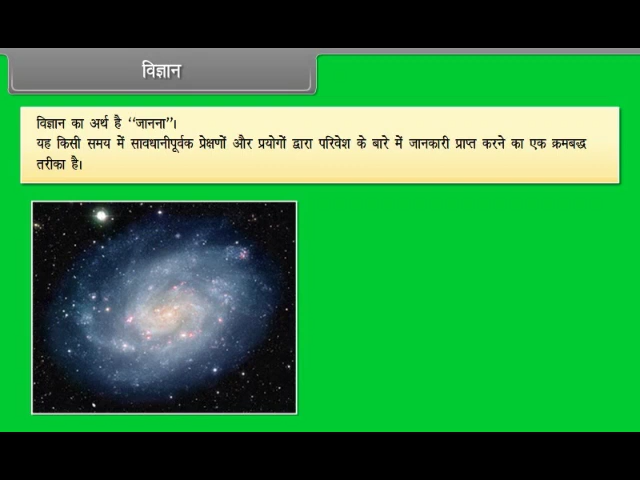 विज्ञान
विज्ञान का अर्थ है “जानना”।
यह किसी समय में सावधानीपूर्वक प्रेक्षणों और प्रयोगों द्वारा परिवेश के बारे में जानकारी प्राप्त करने का एक क्रमबद्ध
तरीका है।